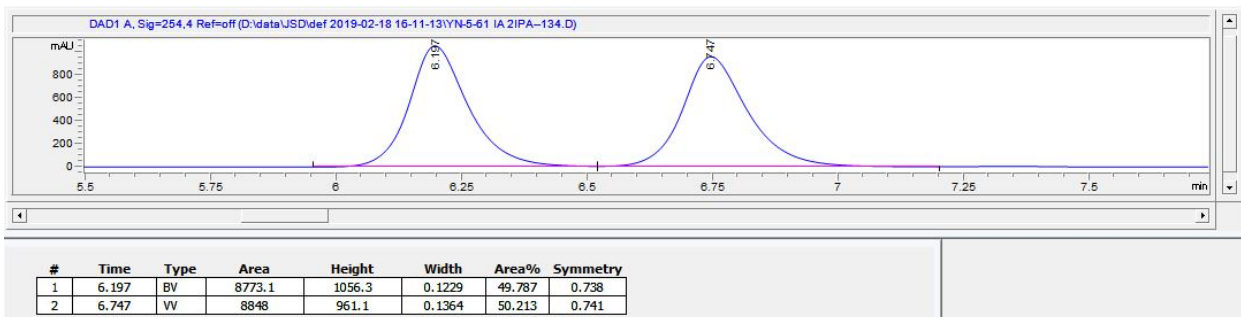 DAD1 A, Sig=254,4 Ref=off (D:\data\JSD\def 2019-02-18 16-11-13\YN-5-61 IA 2IPA--134.D)
mAU
800
600
400
200
0
6.197
6.747
5.5 5.75 6 6.25 6.5 6.75 7 7.25 7.5 min
# Time Type Area Height Width Area% Symmetry
1 6.197 BV 8773.1 1056.3 0.1229 49.787 0.738
2 6.747 VV 8848 961.1 0.1364 50.213 0.741